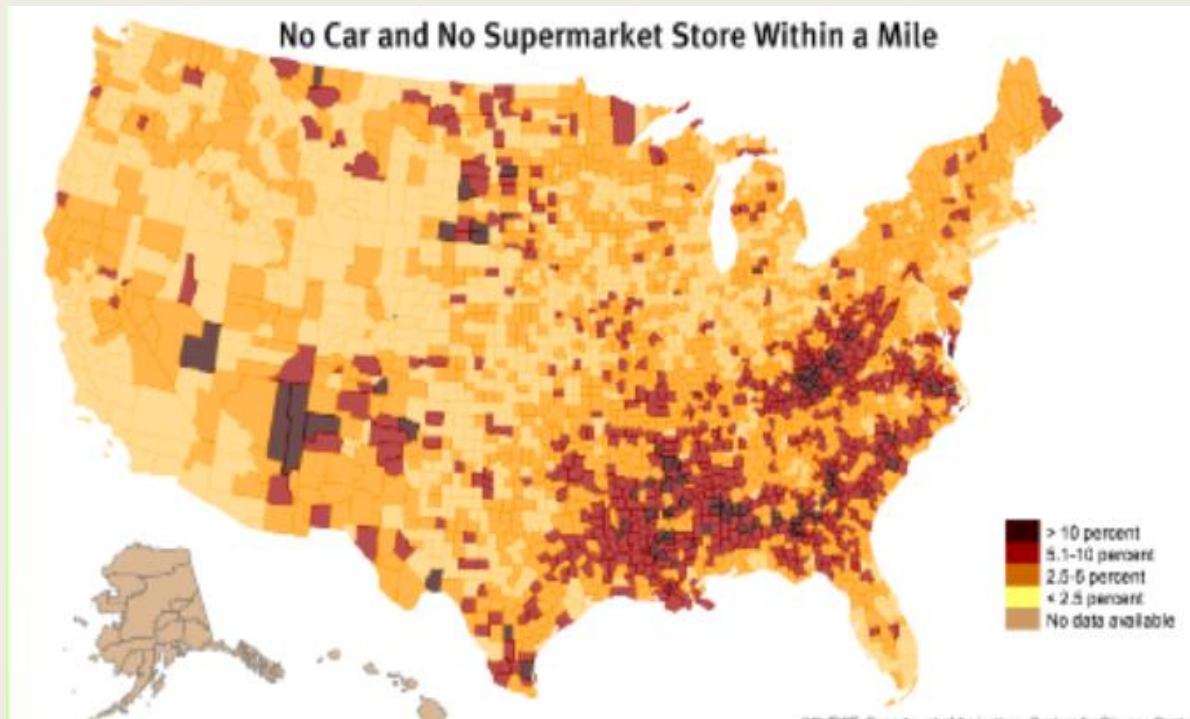 No Car and No Supermarket Store Within a Mile
> 10 percent
5.1-10 percent
2.5-5 percent
< 2.5 percent
No data available